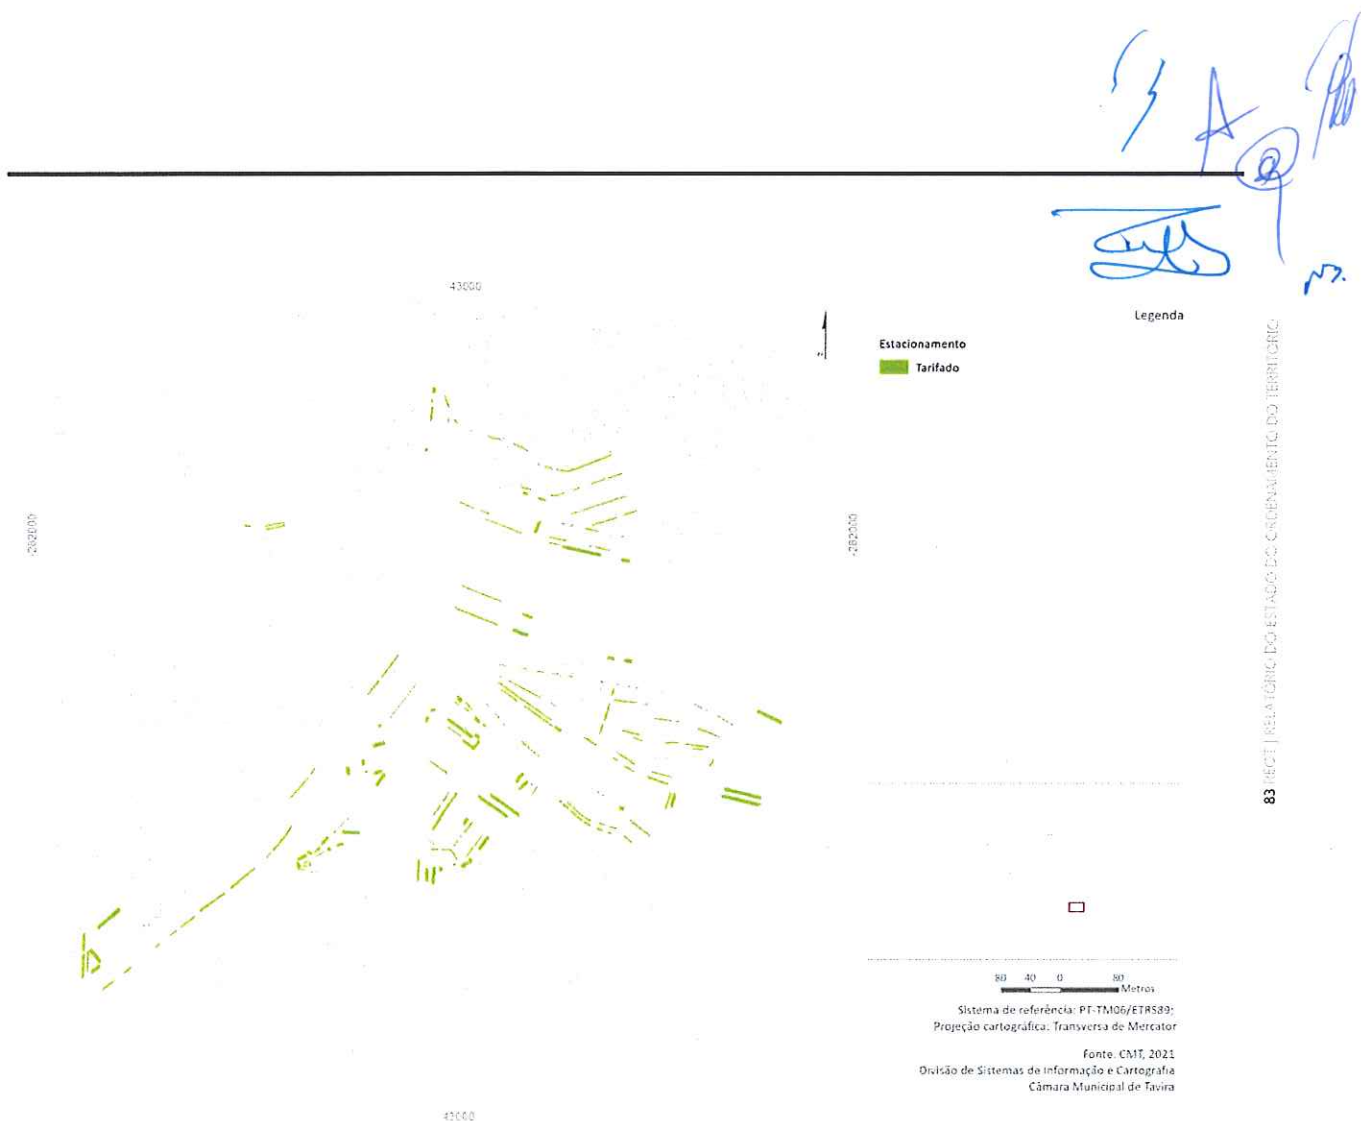 43000
Legenda
Estacionamento
Tarifado
-282000
-282000
83 REOT | RELATÓRIO DO ESTADO DO ORDENAMENTO DO TERRITÓRIO
80 40 0 80
Metros
Sistema de referência: PT-TM06/ETRS89;
Projeção cartográfica: Transversa de Mercator
Fonte: CMT, 2021
Divisão de Sistemas de Informação e Cartografia
Câmara Municipal de Tavira
43000